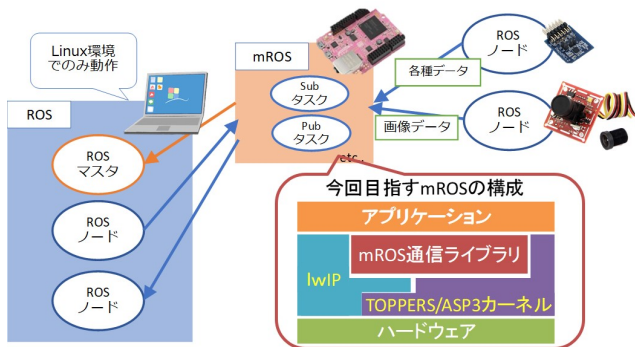 Linux環境
でのみ動作
ROS
ROS
マスタ
ROS
ノード
ROS
ノード
mROS
Sub
タスク
Pub
タスク
etc.
各種データ
画像データ
ROS
ノード
ROS
ノード
今回目指すmROSの構成
アプリケーション
mROS通信ライブラリ
lwIP
TOPPERS/ASP3カーネル
ハードウェア